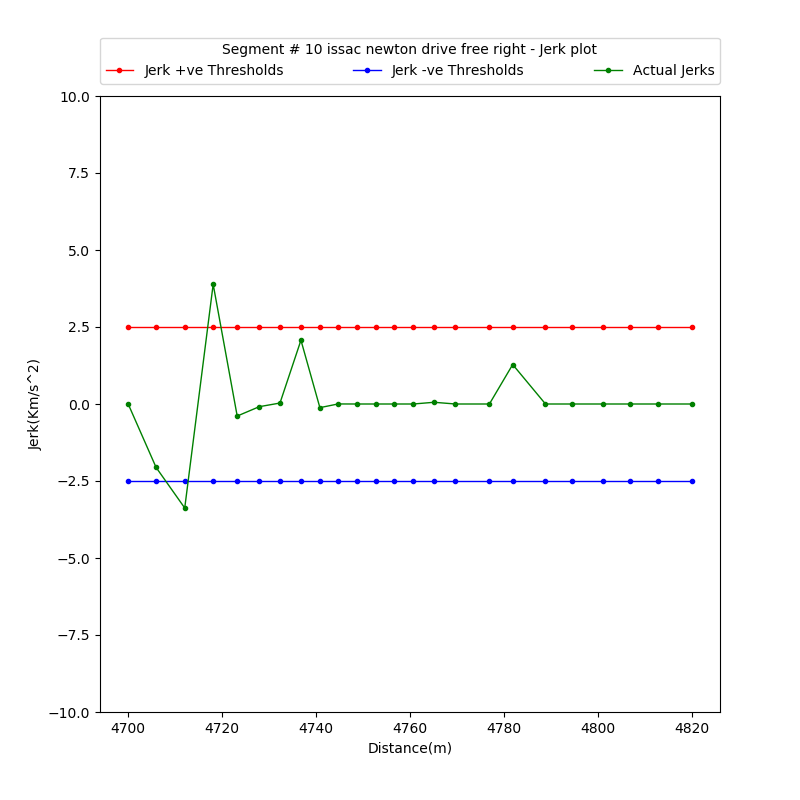 Segment # 10 issac newton drive free right - Jerk plot
Jerk +ve Thresholds Jerk -ve Thresholds Actual Jerks
10.0
7.5
5.0
2.5
0.0
−2.5
−5.0
−7.5
−10.0
Jerk(Km/s^2)
4700 4720 4740 4760 4780 4800 4820
Distance(m)